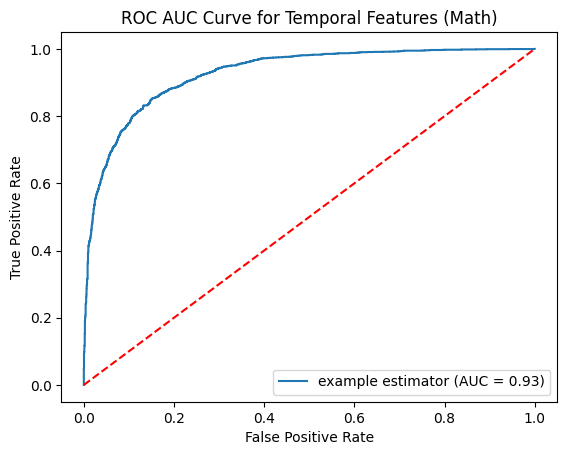 ROC AUC Curve for Temporal Features (Math)
1.0
0.8
0.6
0.4
0.2
0.0
True Positive Rate
example estimator (AUC = 0.93)
0.0 0.2 0.4 0.6 0.8 1.0
False Positive Rate